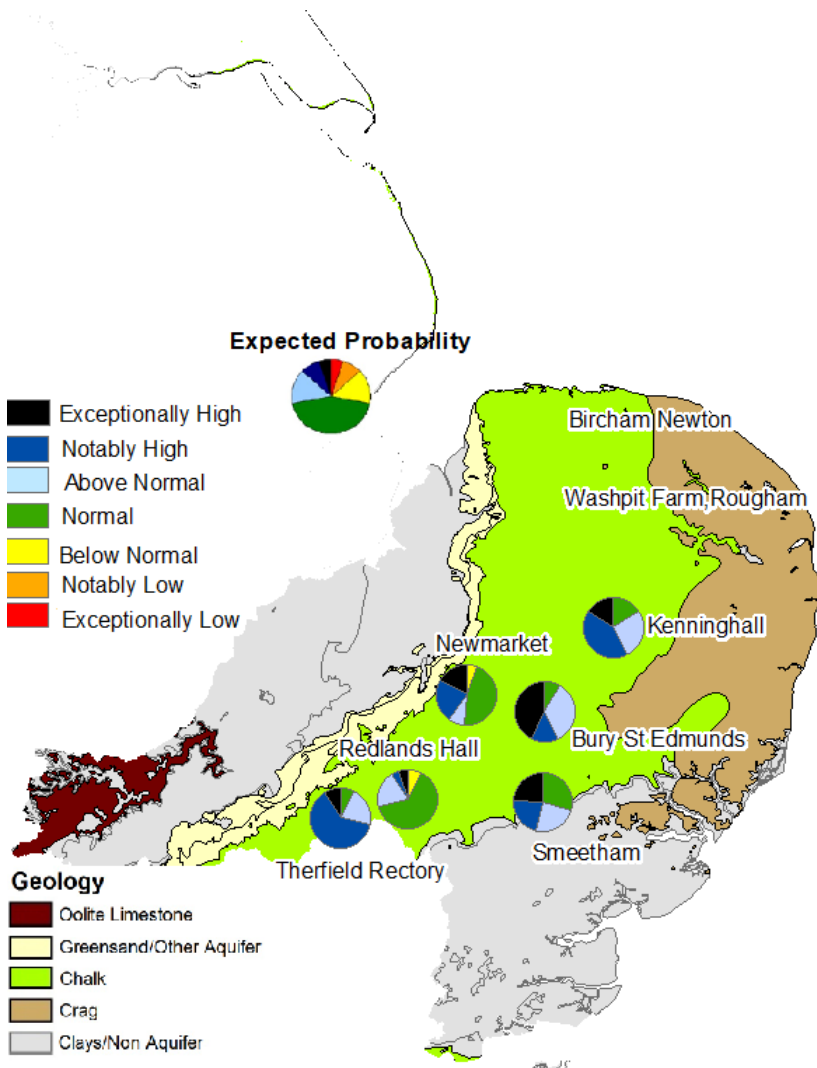 Expected Probability
Exceptionally High
Notably High
Above Normal
Normal
Below Normal
Notably Low
Exceptionally Low
Bircham Newton
Washpit Farm,Rougham
Kenninghall
Newmarket
Bury St Edmunds
Redlands Hall
Smeetham
Therfield Rectory
Geology
Oolite Limestone
Greensand/Other Aquifer
Chalk
Crag
Clays/Non Aquifer